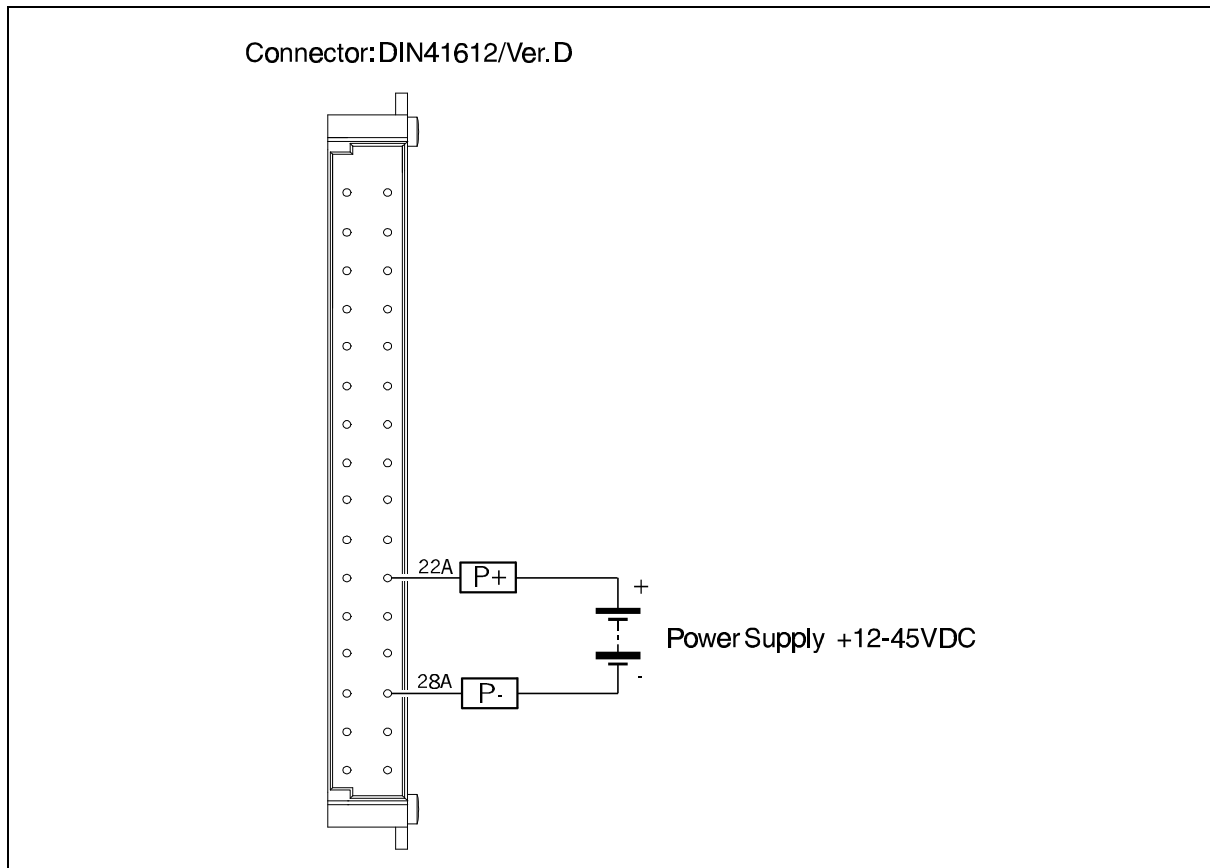 Connector:DIN41612/Ver.D
22A
P+
+
Power Supply +12-45VDC
-
28A
P-